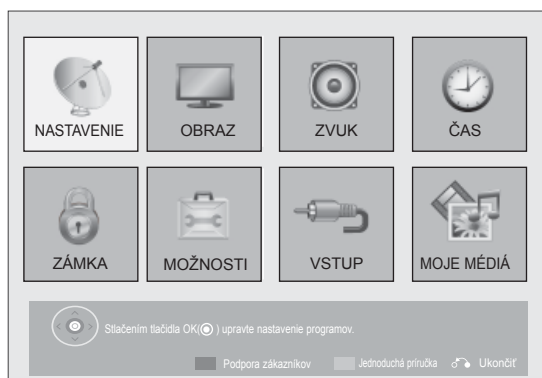 NASTAVENIE OBRAZ ZVUK ČAS
ZÁMKA MOŽNOSTI VSTUP MOJE MÉDIÁ
Stlačením tlačidla OK( ) upravte nastavenie programov.
Podpora zákazníkov Jednoduchá príručka Ukončiť